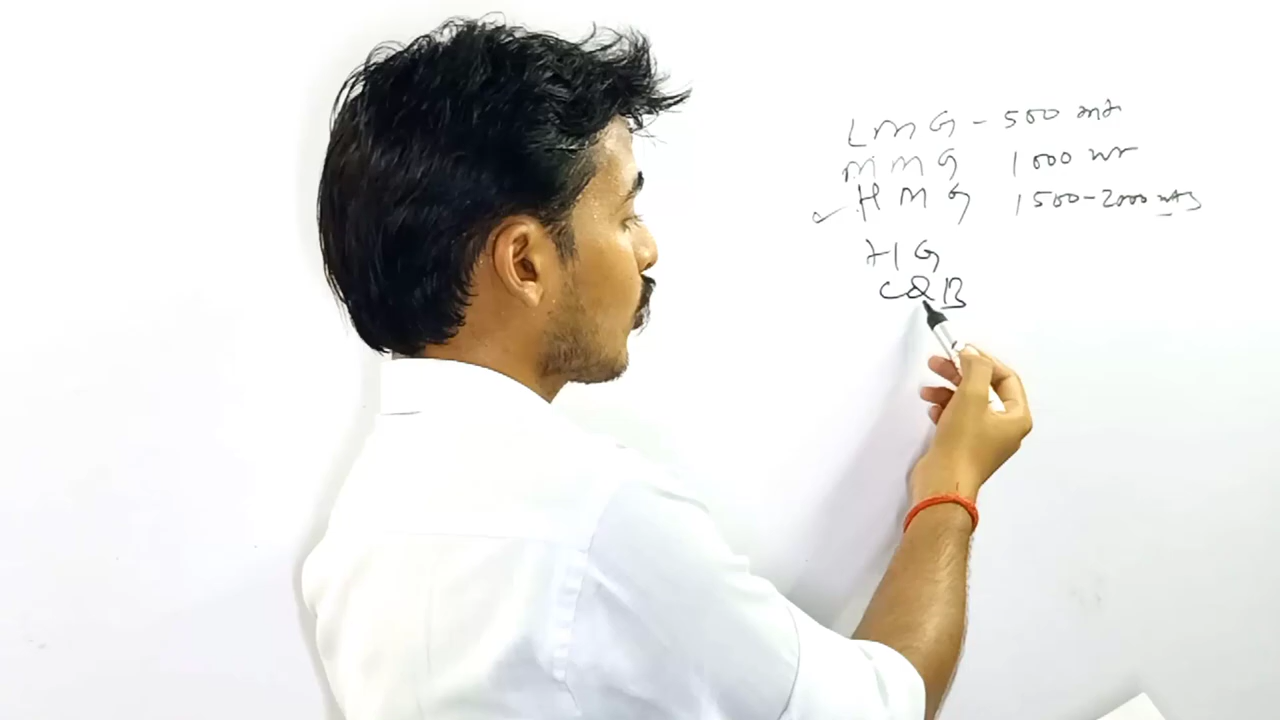 LMG - 500 mtr
MMG 1000 mtr
✓ HMG 1500-2000 mtrs
HG
CQB